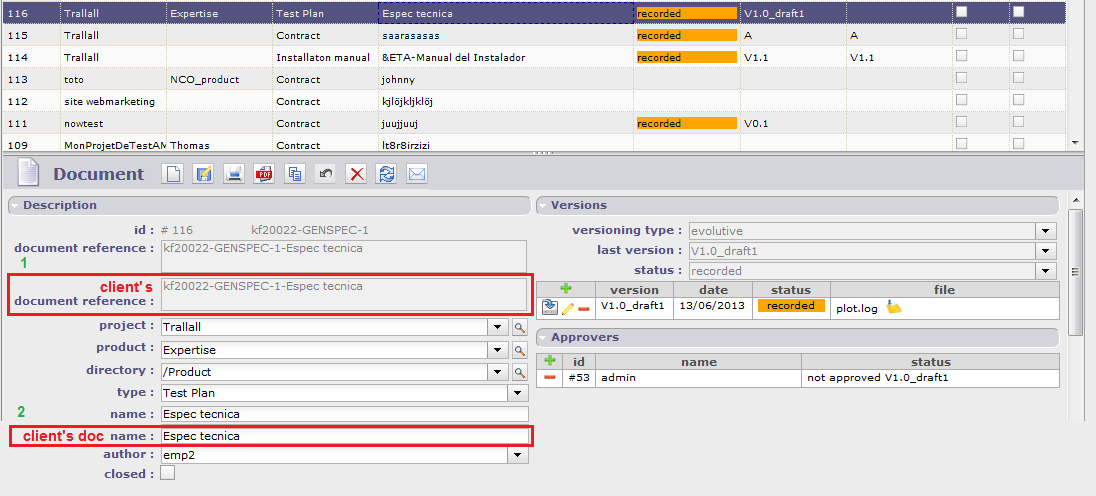 116 Trallall Expertise Test Plan Espec tecnica recorded V1.0_draft1
115 Trallall Contract saarasasas recorded A A
114 Trallall Installaton manual &ETA-Manual del Instalador recorded V1.1 V1.1
113 toto NCO_product Contract johnny
112 site webmarketing Contract kjlöjkljklöj
111 nowtest Contract juujjuuj recorded V0.1
109 MonProjetDeTestAM Thomas Contract lt8r8irzizi
Document PDF
Description
id : # 116 kf20022-GENSPEC-1
document reference : kf20022-GENSPEC-1-Espec tecnica
1
client's
document reference : kf20022-GENSPEC-1-Espec tecnica
project : Trallall
product : Expertise
directory : /Product
type : Test Plan
2
name : Espec tecnica
client's doc name : Espec tecnica
author : emp2
closed :
Versions
versioning type : evolutive
last version : V1.0_draft1
status : recorded
version date status file
V1.0_draft1 13/06/2013 recorded plot.log
Approvers
id name status
#53 admin not approved V1.0_draft1